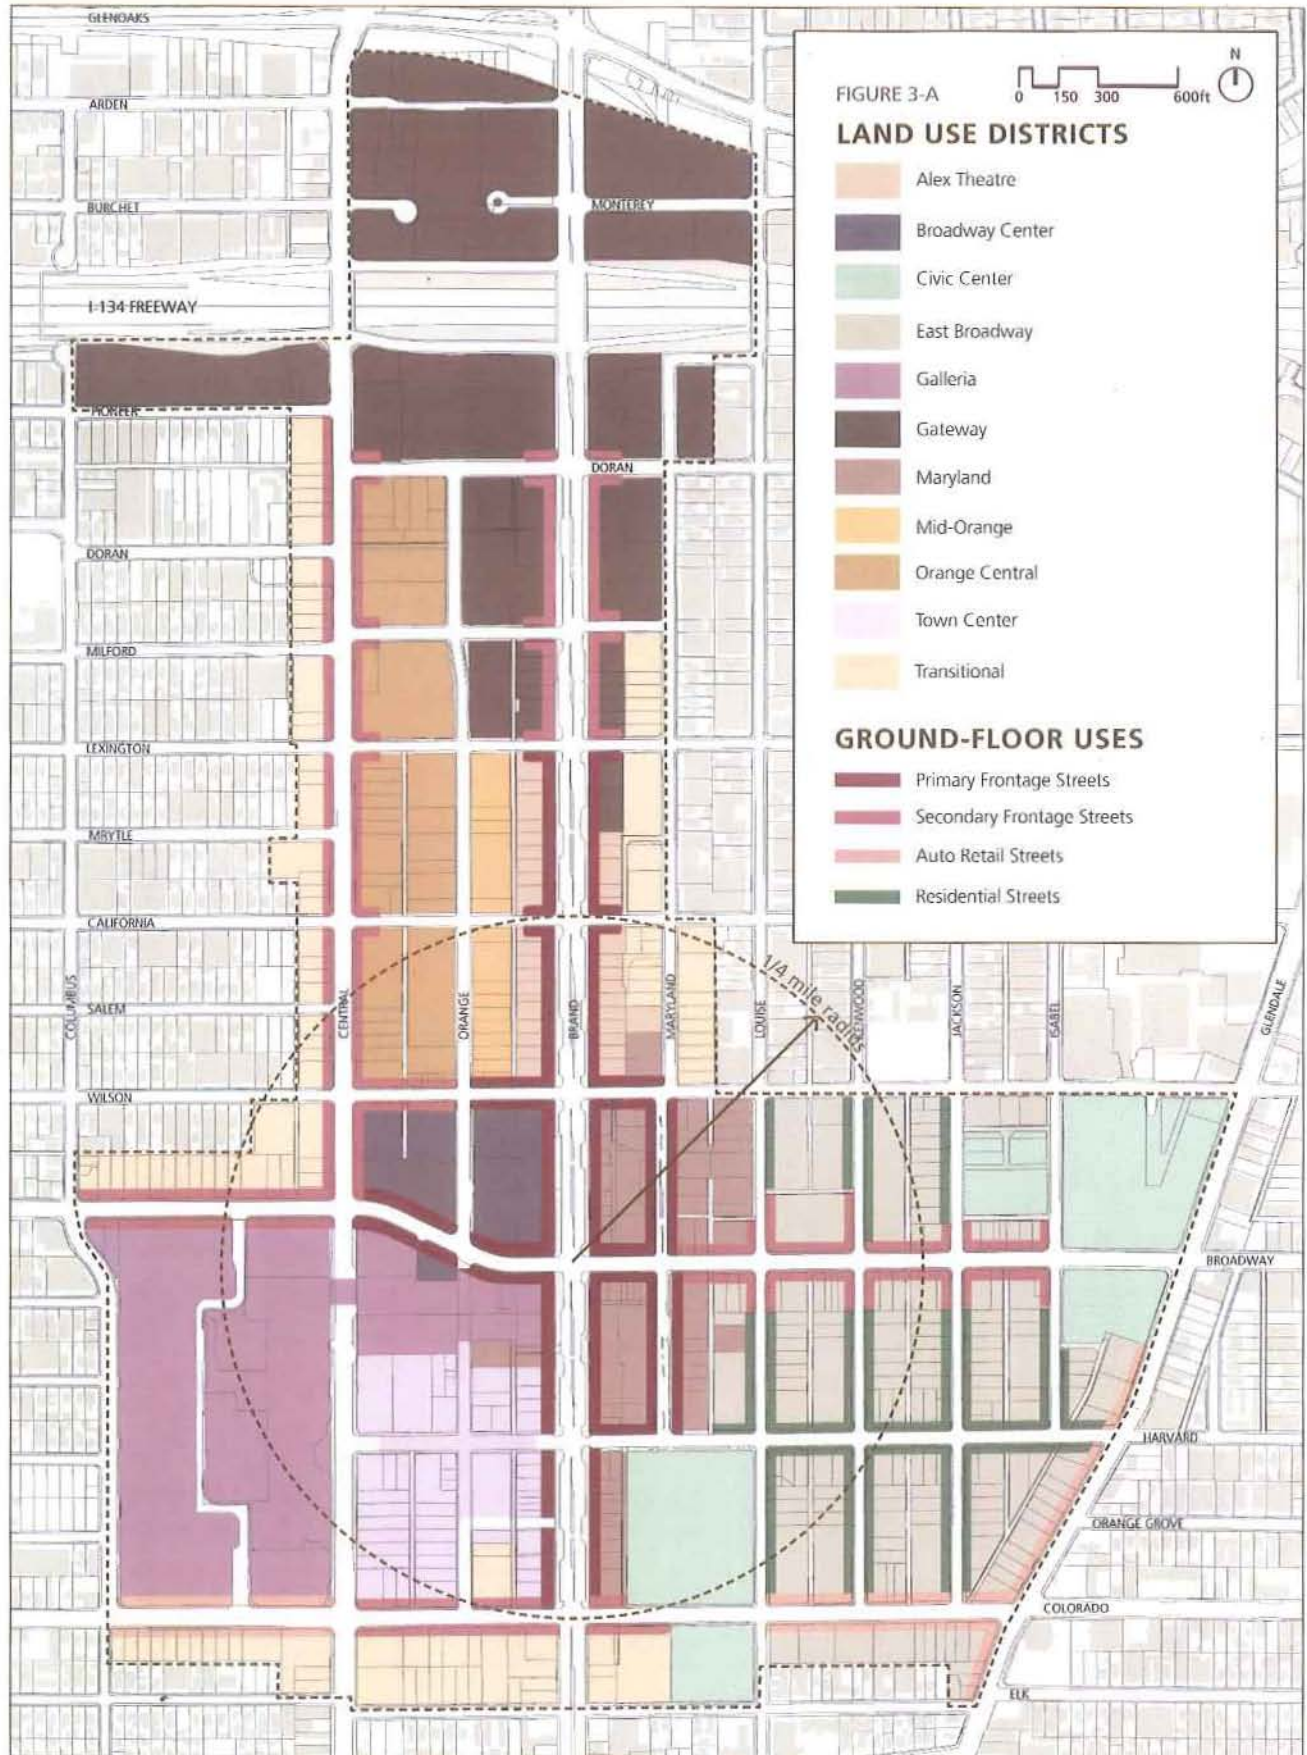 GLENOAKS
ARDEN
BURCHET
MONTEREY
I-134 FREEWAY
PIONEER
DORAN
DORAN
MILFORD
LEXINGTON
MRYTLE
CALIFORNIA
SALEM
WILSON
COLUMBUS
CENTRAL
ORANGE
BRAND
MARYLAND
LOUISE
KENWOOD
JACKSON
ISABEL
GLENDALE
1/4 mile radius
BROADWAY
HARVARD
ORANGE GROVE
COLORADO
ELK
N
FIGURE 3-A
0 150 300 600ft
LAND USE DISTRICTS
Alex Theatre
Broadway Center
Civic Center
East Broadway
Galleria
Gateway
Maryland
Mid-Orange
Orange Central
Town Center
Transitional
GROUND-FLOOR USES
Primary Frontage Streets
Secondary Frontage Streets
Auto Retail Streets
Residential Streets